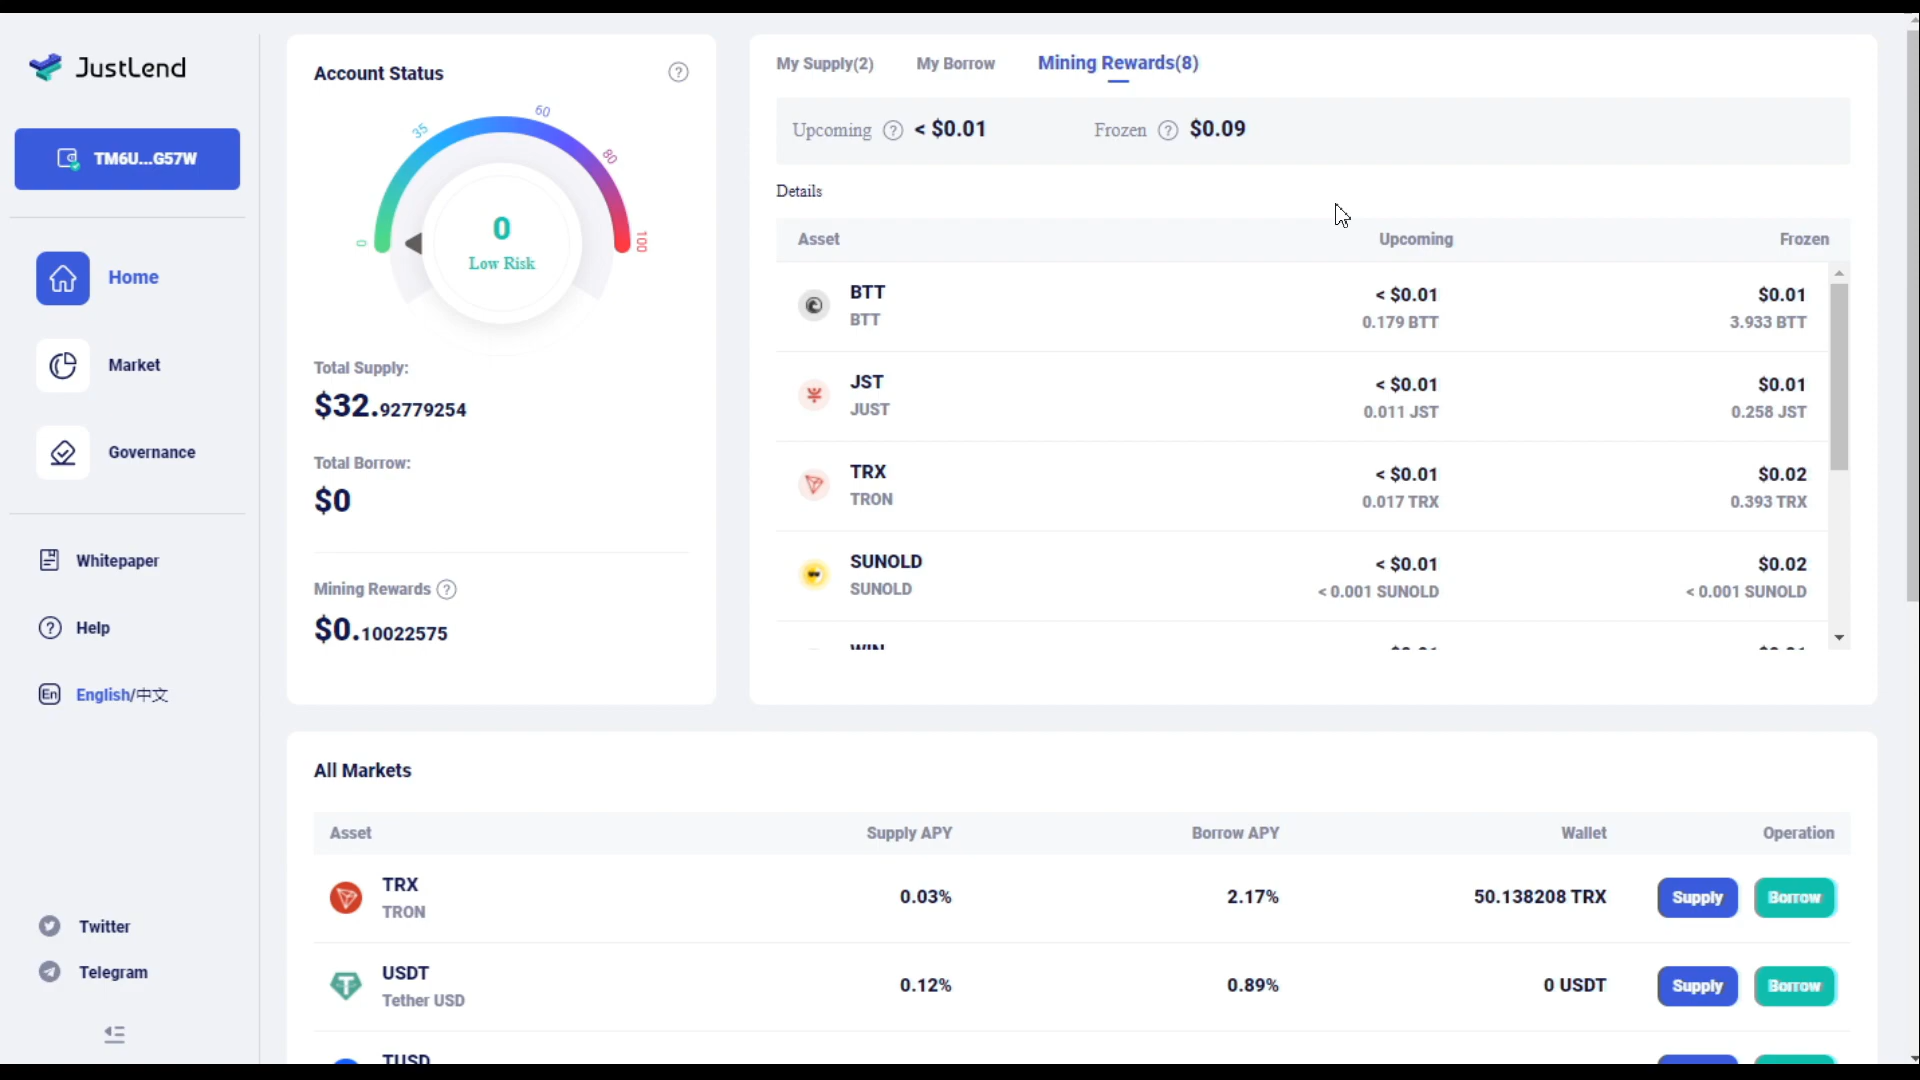 JustLend
TM6U...G57W
Home
Market
Governance
Whitepaper
Help
En English/中文
Twitter
Telegram
Account Status
?
0
35
60
80
100
0
Low Risk
Total Supply:
$32.92779254
Total Borrow:
$0
Mining Rewards ?
$0.10022575
My Supply(2) My Borrow Mining Rewards(8)
Upcoming ? < $0.01 Frozen ? $0.09
Details
Asset Upcoming Frozen
BTT < $0.01 $0.01
BTT 0.179 BTT 3.933 BTT
JST < $0.01 $0.01
JUST 0.011 JST 0.258 JST
TRX < $0.01 $0.02
TRON 0.017 TRX 0.393 TRX
SUNOLD < $0.01 $0.02
SUNOLD < 0.001 SUNOLD < 0.001 SUNOLD
WIN
All Markets
Asset Supply APY Borrow APY Wallet Operation
TRX 0.03% 2.17% 50.138208 TRX Supply Borrow
TRON
USDT 0.12% 0.89% 0 USDT Supply Borrow
Tether USD
TUSD